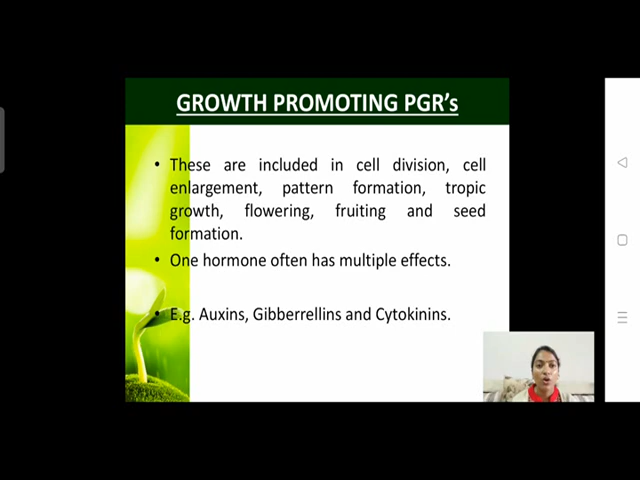 GROWTH PROMOTING PGR's
• These are included in cell division, cell
enlargement, pattern formation, tropic
growth, flowering, fruiting and seed
formation.
• One hormone often has multiple effects.
• E.g. Auxins, Gibberrellins and Cytokinins.